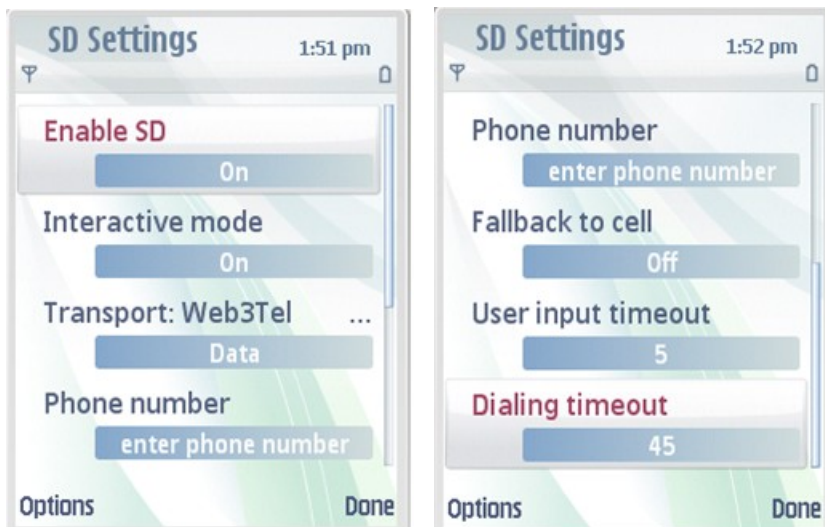 SD Settings
1:51 pm
Enable SD
On
Interactive mode
On
Transport: Web3Tel ...
Data
Phone number
enter phone number
Options
Done
SD Settings
1:52 pm
Phone number
enter phone number
Fallback to cell
Off
User input timeout
5
Dialing timeout
45
Options
Done